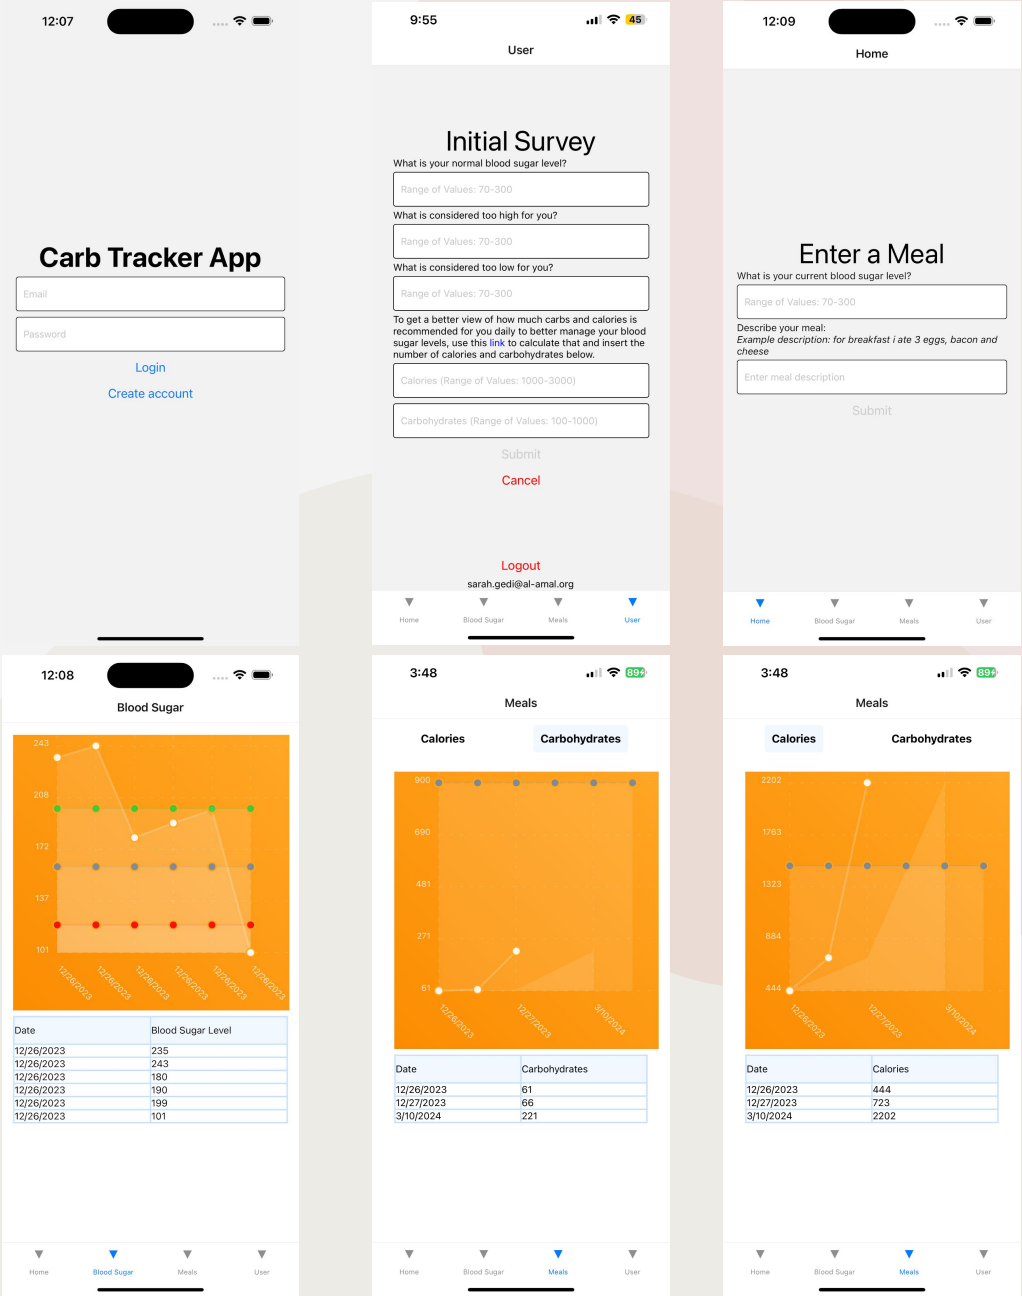 12:07
Carb Tracker App
Email
Password
Login
Create account
9:55
45
User
Initial Survey
What is your normal blood sugar level?
Range of Values: 70-300
What is considered too high for you?
Range of Values: 70-300
What is considered too low for you?
Range of Values: 70-300
To get a better view of how much carbs and calories is
recommended for you daily to better manage your blood
sugar levels, use this link to calculate that and insert the
number of calories and carbohydrates below.
Calories (Range of Values: 1000-3000)
Carbohydrates (Range of Values: 100-1000)
Submit
Cancel
Logout
sarah.gedi@al-amal.org
Home Blood Sugar Meals User
12:09
Home
Enter a Meal
What is your current blood sugar level?
Range of Values: 70-300
Describe your meal:
Example description: for breakfast i ate 3 eggs, bacon and
cheese
Enter meal description
Submit
Home Blood Sugar Meals User
12:08
Blood Sugar
243
208
172
137
101
12/26/2023 12/26/2023 12/26/2023 12/26/2023 12/26/2023 12/26/2023
Date Blood Sugar Level
12/26/2023 235
12/26/2023 243
12/26/2023 180
12/26/2023 190
12/26/2023 199
12/26/2023 101
Home Blood Sugar Meals User
3:48
89
Meals
Calories Carbohydrates
900
690
481
271
61
12/26/2023 12/27/2023 3/10/2024
Date Carbohydrates
12/26/2023 61
12/27/2023 66
3/10/2024 221
Home Blood Sugar Meals User
3:48
89
Meals
Calories Carbohydrates
2202
1763
1323
884
444
12/26/2023 12/27/2023 3/10/2024
Date Calories
12/26/2023 444
12/27/2023 723
3/10/2024 2202
Home Blood Sugar Meals User